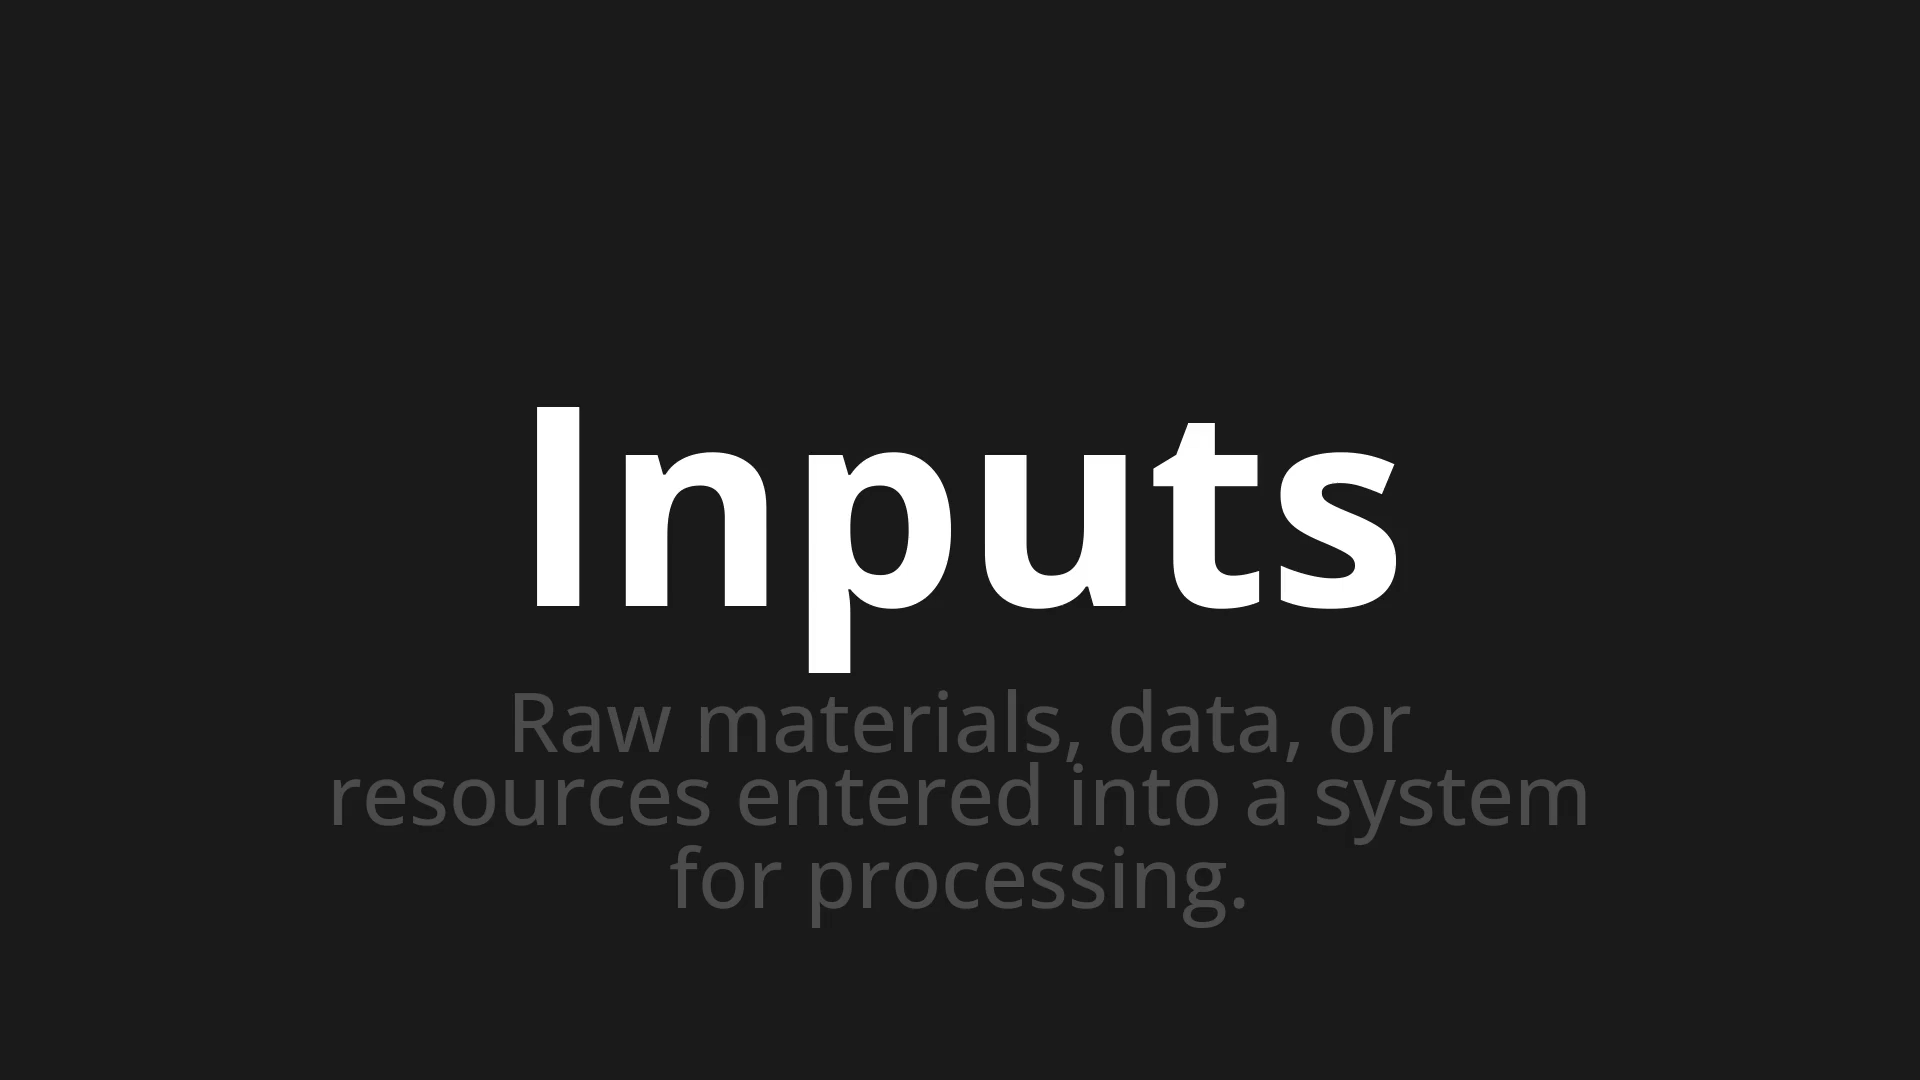 Inputs
Raw materials, data, or
resources entered into a system
for processing.